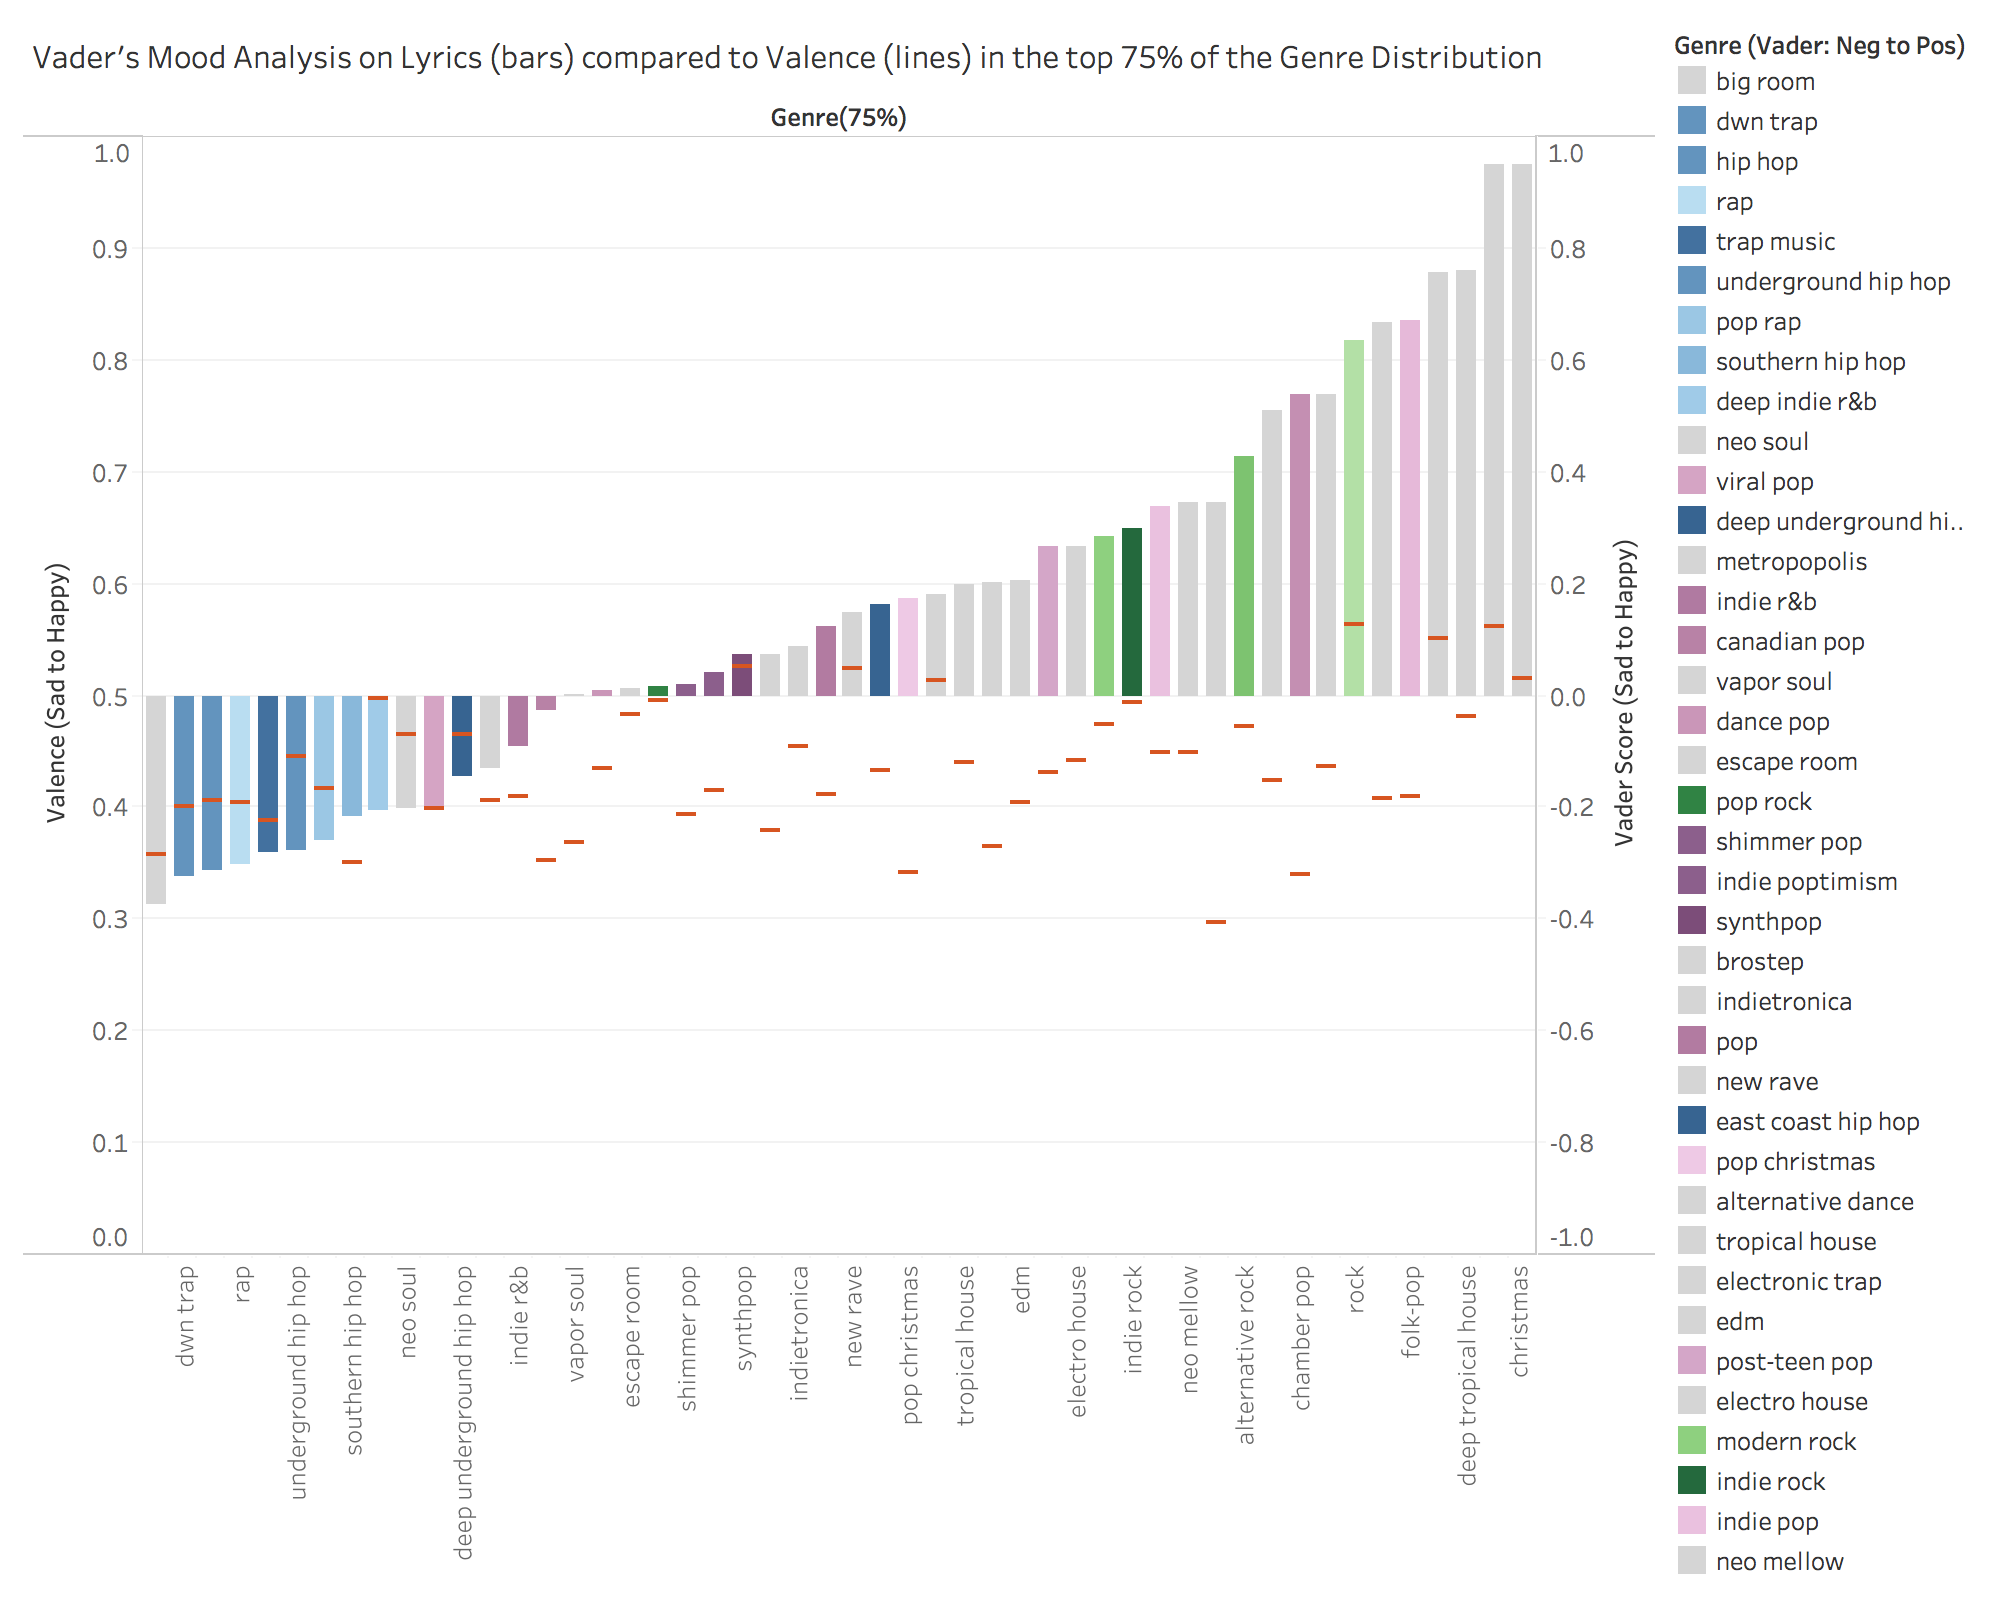 Vader's Mood Analysis on Lyrics (bars) compared to Valence (lines) in the top 75% of the Genre Distribution
Genre(75%)
Valence (Sad to Happy)
1.0
0.9
0.8
0.7
0.6
0.5
0.4
0.3
0.2
0.1
0.0
1.0
0.8
0.6
0.4
0.2
0.0
-0.2
-0.4
-0.6
-0.8
-1.0
Vader Score (Sad to Happy)
dwn trap
rap
underground hip hop
southern hip hop
neo soul
deep underground hip hop
indie r&b
vapor soul
escape room
shimmer pop
synthpop
indietronica
new rave
pop christmas
tropical house
edm
electro house
indie rock
neo mellow
alternative rock
chamber pop
rock
folk-pop
deep tropical house
christmas
Genre (Vader: Neg to Pos)
big room
dwn trap
hip hop
rap
trap music
underground hip hop
pop rap
southern hip hop
deep indie r&b
neo soul
viral pop
deep underground hi..
metropopolis
indie r&b
canadian pop
vapor soul
dance pop
escape room
pop rock
shimmer pop
indie poptimism
synthpop
brostep
indietronica
pop
new rave
east coast hip hop
pop christmas
alternative dance
tropical house
electronic trap
edm
post-teen pop
electro house
modern rock
indie rock
indie pop
neo mellow